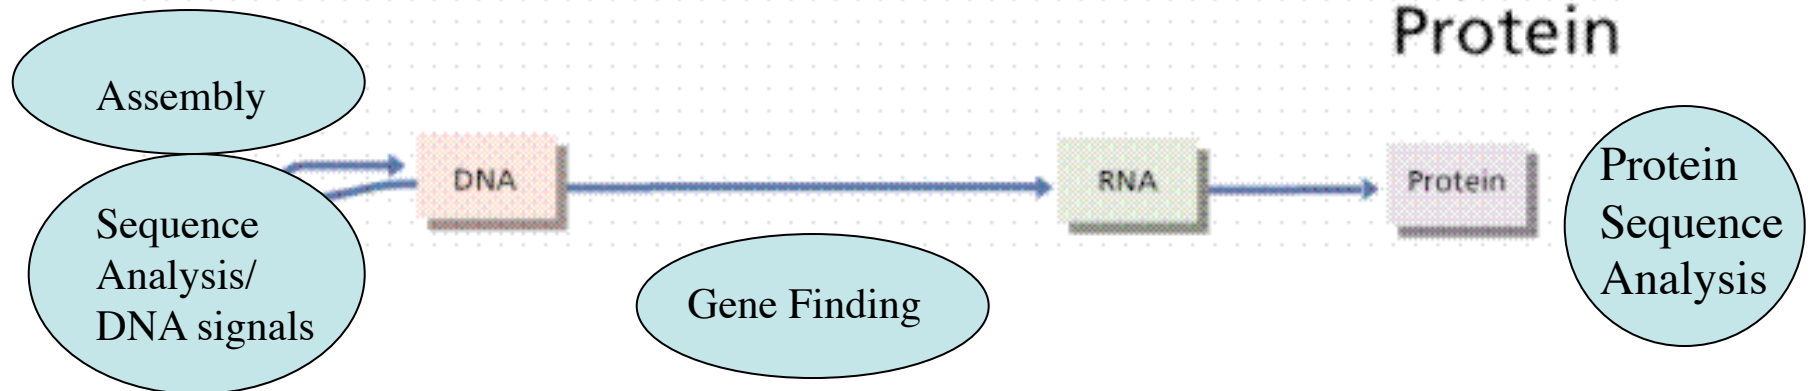 Protein
Assembly
DNA
RNA
Protein
Protein
Sequence
Analysis
Sequence
Analysis/
DNA signals
Gene Finding